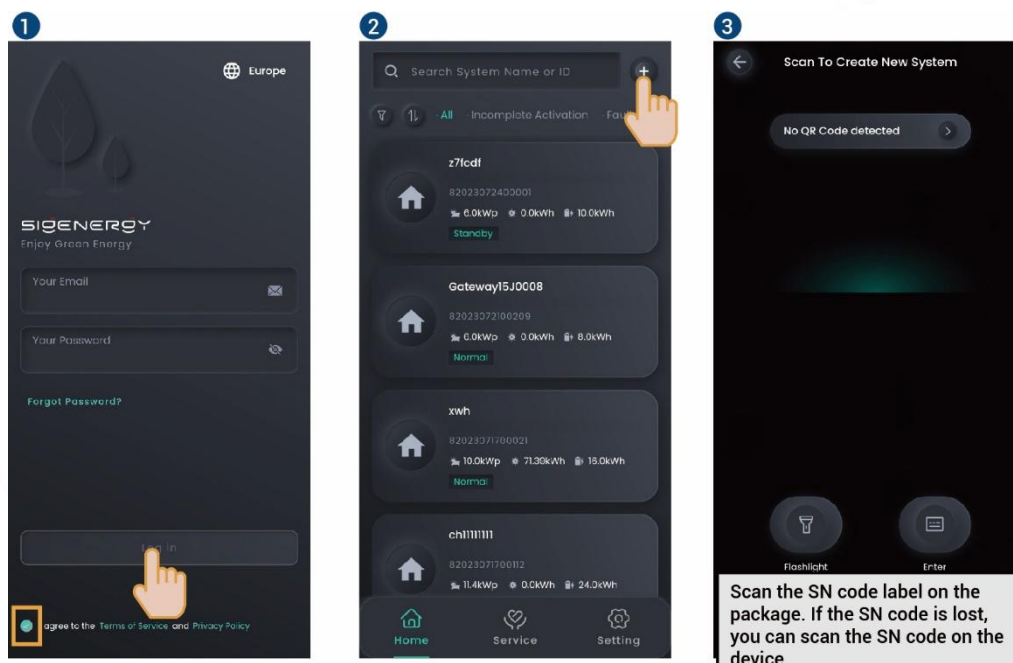 1
Europe
SIGENERGY
Enjoy Green Energy
Your Email
Your Password
Forgot Password?
Log In
agree to the Terms of Service and Privacy Policy
2
Search System Name or ID
All Incomplete Activation Fau
z7fcdf
82023072400001
6.0kWp 0.0kWh 10.0kWh
Standby
Gateway15J0008
82023072100209
6.0kWp 0.0kWh 8.0kWh
Normal
xwh
82023071700021
10.0kWp 71.39kWh 16.0kWh
Normal
82023071700112
11.4kWp 0.0kWh 24.0kWh
Home Service Setting
3
Scan To Create New System
No QR Code detected
Flashlight Enter
Scan the SN code label on the
package. If the SN code is lost,
you can scan the SN code on the
device